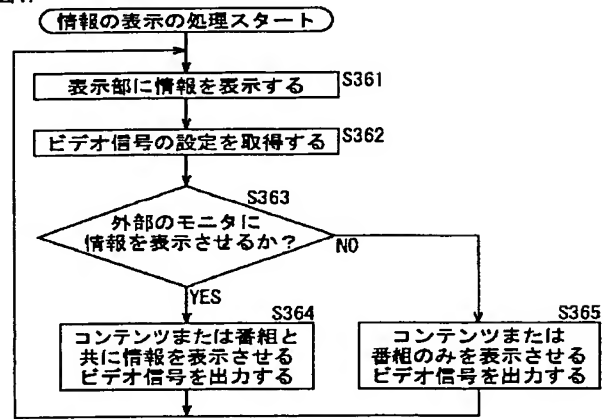 情報の表示の処理スタート
表示部に情報を表示する
S361
ビデオ信号の設定を取得する
S362
S363
外部のモニタに
情報を表示させるか？
NO
YES
S364
コンテンツまたは番組と
共に情報を表示させる
ビデオ信号を出力する
S365
コンテンツまたは
番組のみを表示させる
ビデオ信号を出力する